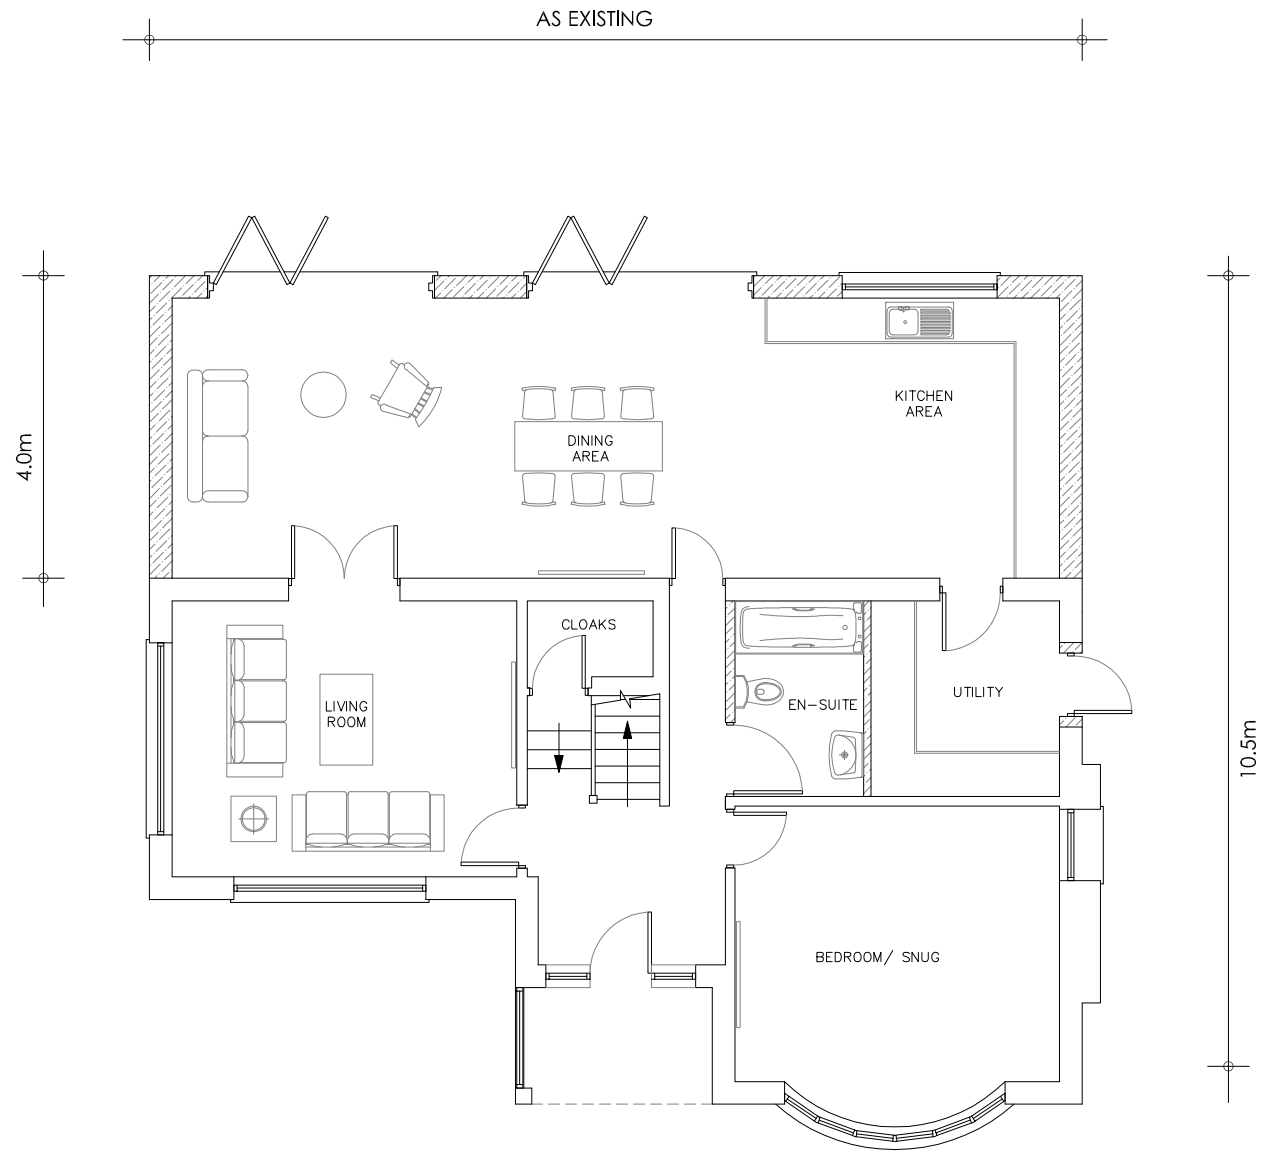 AS EXISTING
KITCHEN
AREA
DINING
AREA
4.0m
CLOAKS
LIVING
ROOM
EN-SUITE
UTILITY
10.5m
BEDROOM/ SNUG